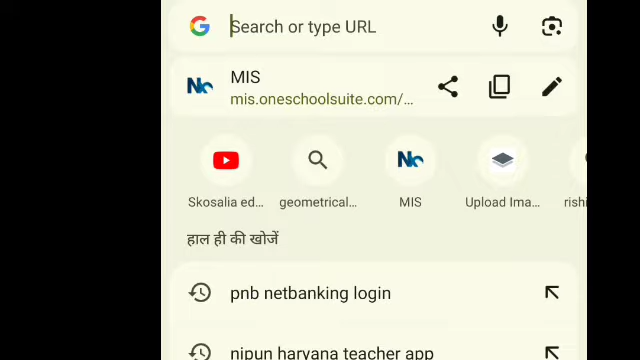 Search or type URL
MIS
mis.oneschoolsuite.com/...
Skosalia ed... geometrical... MIS Upload Ima... rishi
हाल ही की खोजें
pnb netbanking login
nipun haryana teacher app